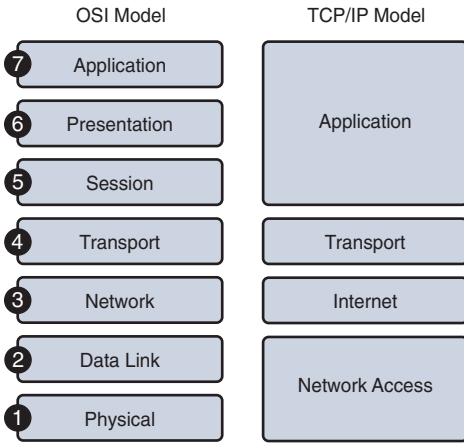 OSI Model
TCP/IP Model
7 Application
6 Presentation
5 Session
4 Transport
3 Network
2 Data Link
1 Physical
Application
Transport
Internet
Network Access